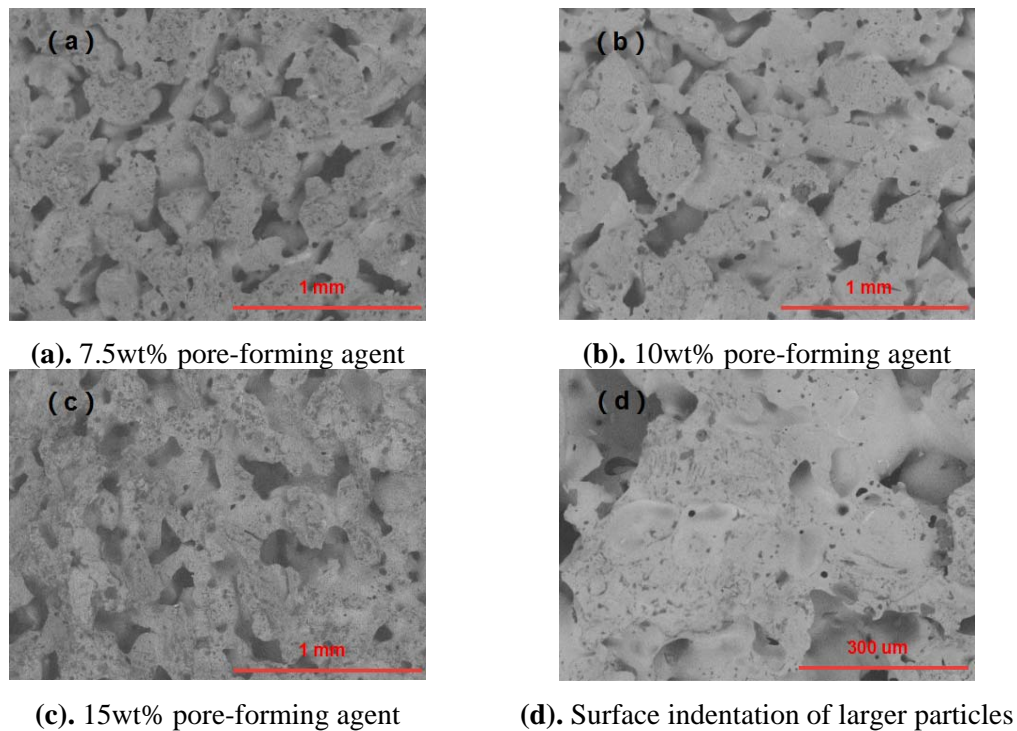 (a)
(b)
1 mm
1 mm
(a). 7.5wt% pore-forming agent
(b). 10wt% pore-forming agent
(c)
(d)
1 mm
300 um
(c). 15wt% pore-forming agent
(d). Surface indentation of larger particles